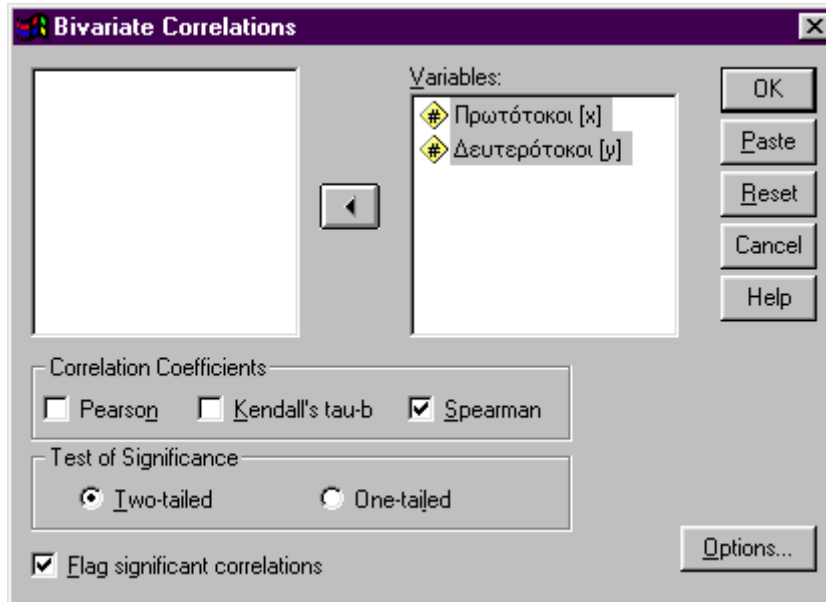 Bivariate Correlations
Variables:
Πρωτότοκοι [x]
Δευτερότοκοι [y]
OK
Paste
Reset
Cancel
Help
Correlation Coefficients
Pearson Kendall's tau-b Spearman
Test of Significance
Two-tailed One-tailed
Flag significant correlations
Options...